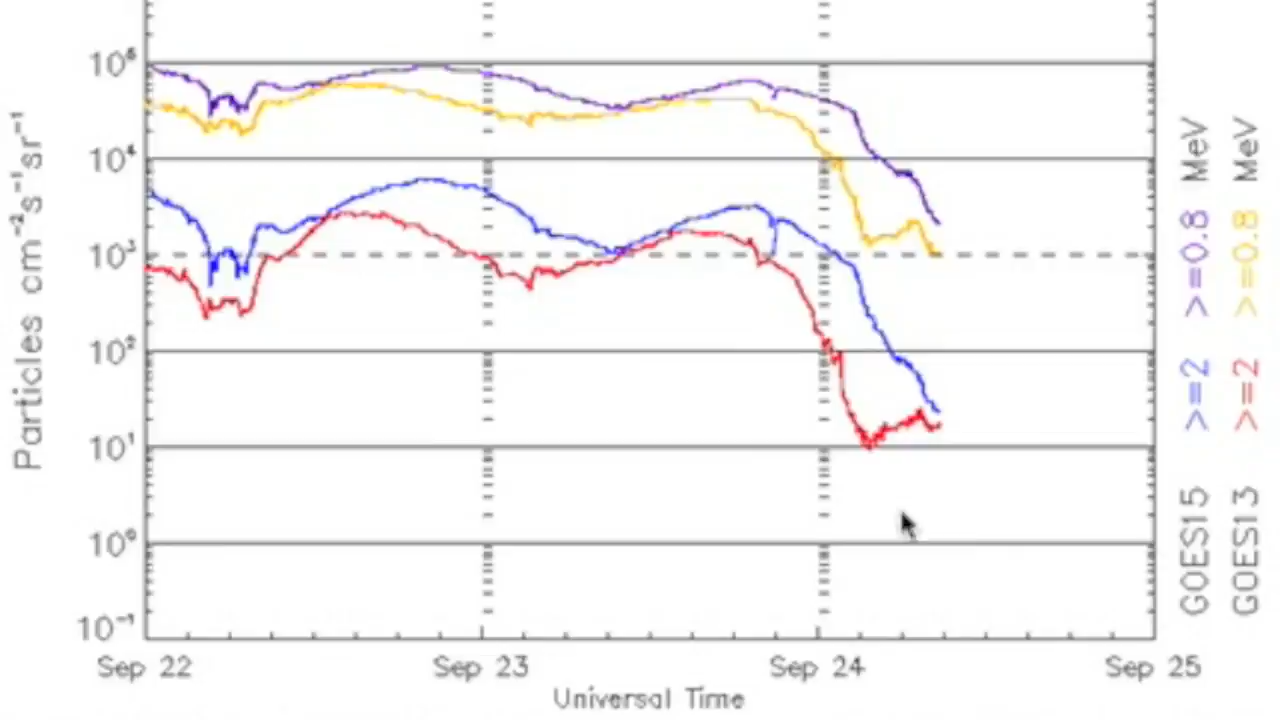 Particles cm⁻²s⁻¹sr⁻¹
10⁵
10⁴
10³
10²
10¹
10⁰
10⁻¹
Sep 22 Sep 23 Sep 24 Sep 25
Universal Time
GOES15 >=2 >=0.8 MeV
GOES13 >=2 >=0.8 MeV